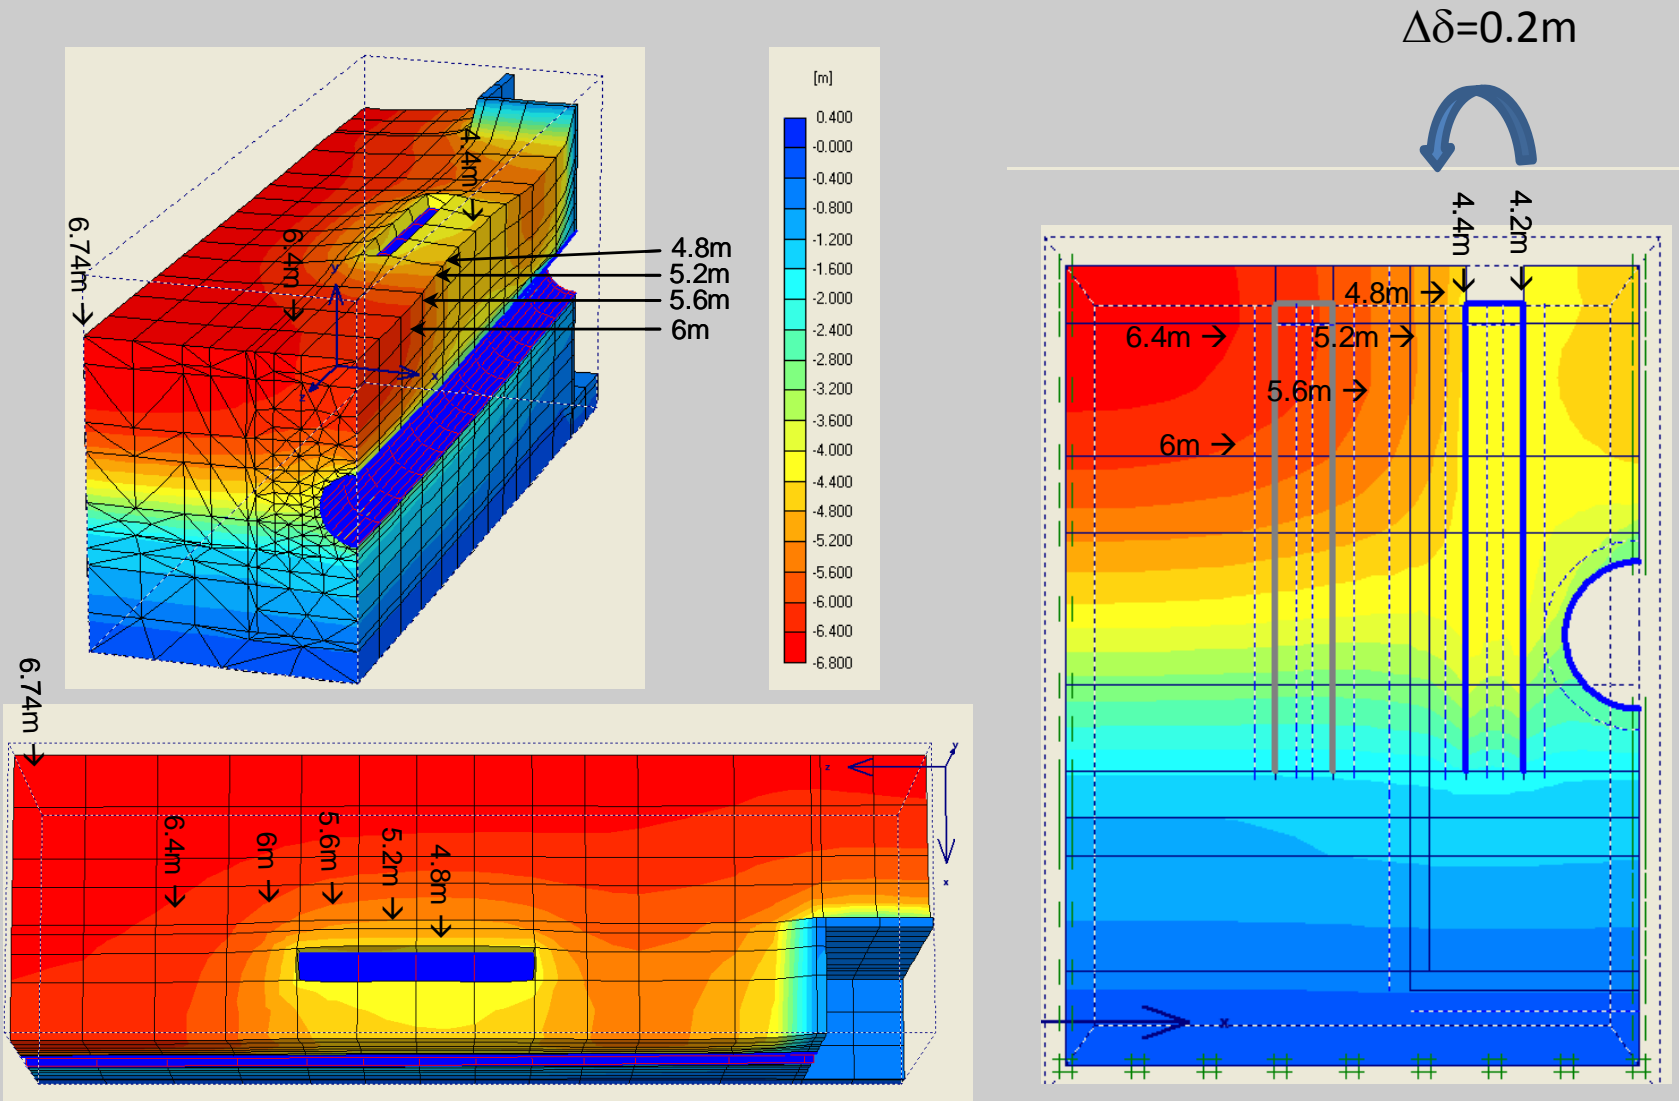 Δδ=0.2m
[m]
0.400
-0.000
-0.400
-0.800
-1.200
-1.600
-2.000
-2.400
-2.800
-3.200
-3.600
-4.000
-4.400
-4.800
-5.200
-5.600
-6.000
-6.400
-6.800
4.4m
6.74m
6.4m
4.8m
5.2m
5.6m
6m
y
x
z
4.4m
4.2m
4.8m →
6.4m →
5.2m →
5.6m →
6m →
x
6.74m →
6.4m →
6m →
5.6m →
5.2m →
4.8m →
z
y
x